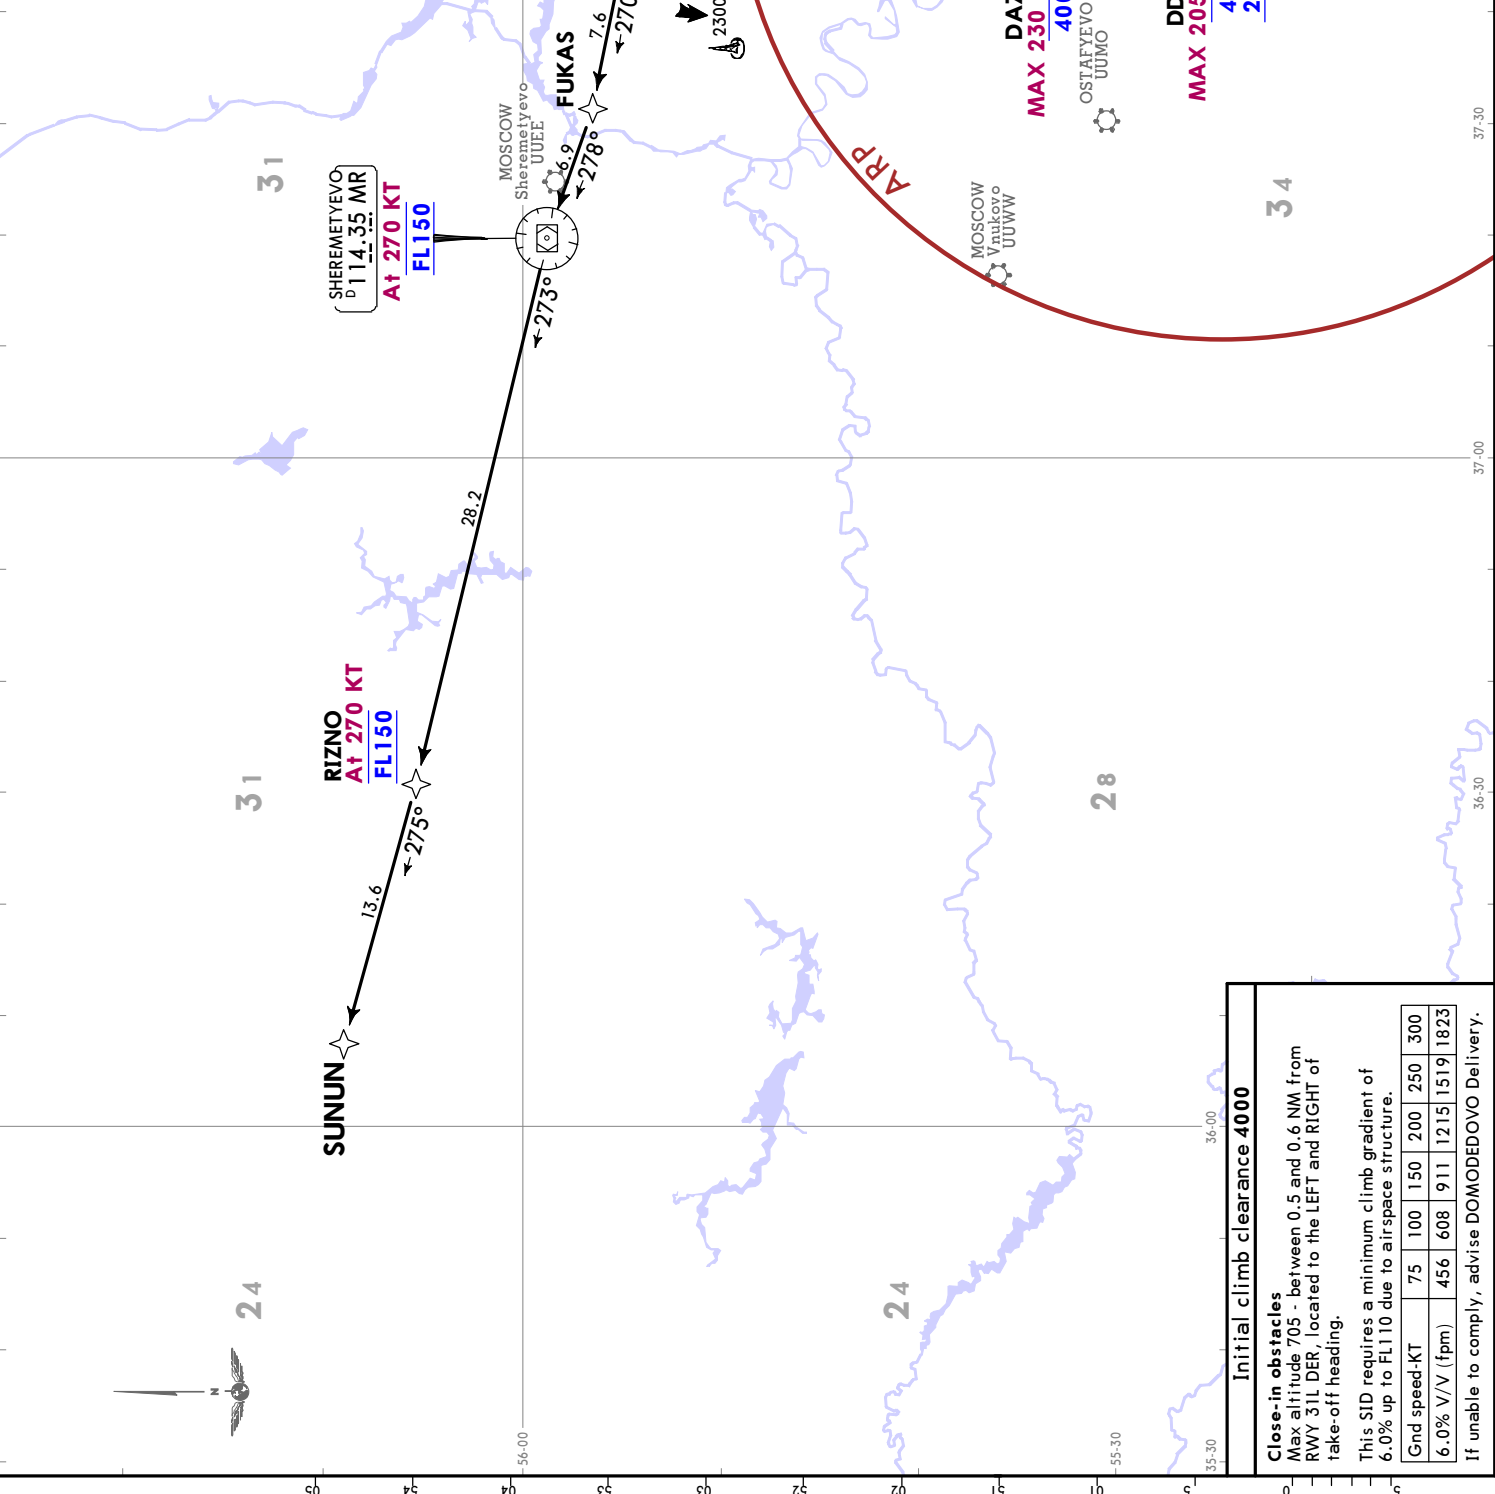 31
SHEREMETYEVO
D 114.35 MR
At 270 KT
FL150
MOSCOW
Sheremetyevo
UUEE
FUKAS
7.6
270
2300
6.9
278°
273°
28.2
RIZNO
At 270 KT
FL150
275°
13.6
SUNUN
31
24
N
ARP
MAX 230
OSTAFYEVO
UUMO
MAX 205
MOSCOW
Vnukovo
UUWW
34
28
24
37-30
37-00
36-30
36-00
35-30
56-00
55-30
Initial climb clearance 4000
Close-in obstacles
Max altitude 705 - between 0.5 and 0.6 NM from
RWY 31L DER, located to the LEFT and RIGHT of
take-off heading.
This SID requires a minimum climb gradient of
6.0% up to FL110 due to airspace structure.
Gnd speed-KT 75 100 150 200 250 300
6.0% V/V (fpm) 456 608 911 1215 1519 1823
If unable to comply, advise DOMODEDOVO Delivery.